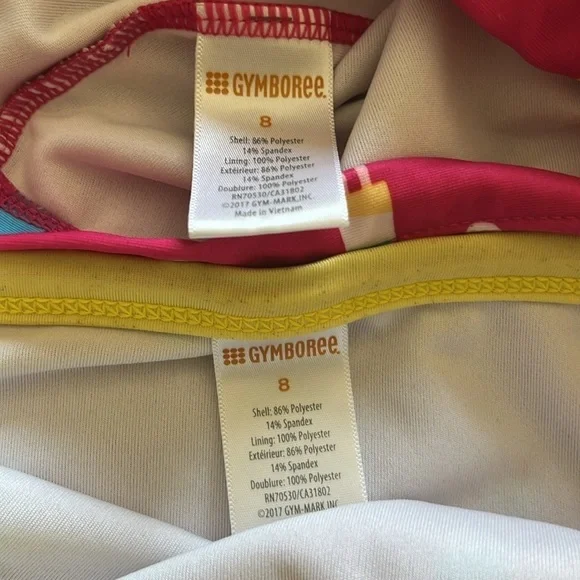 GYMBOREE
8
Shell: 86% Polyester
14% Spandex
Lining: 100% Polyester
Extérieur: 86% Polyester
14% Spandex
Doublure: 100% Polyester
RN70530/CA31802
©2017 GYM-MARK, INC.
Made in Vietnam
GYMBOREE
8
Shell: 86% Polyester
14% Spandex
Lining: 100% Polyester
Extérieur: 86% Polyester
14% Spandex
Doublure: 100% Polyester
RN70530/CA31802
©2017 GYM-MARK, INC.